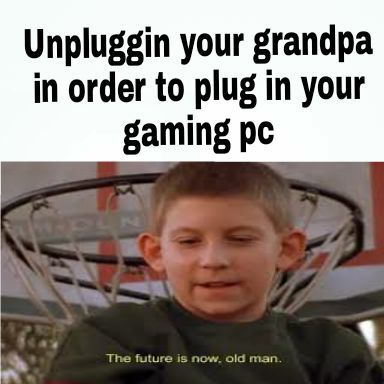 Unpluggin your grandpa
in order to plug in your
gaming pc
The future is now, old man.